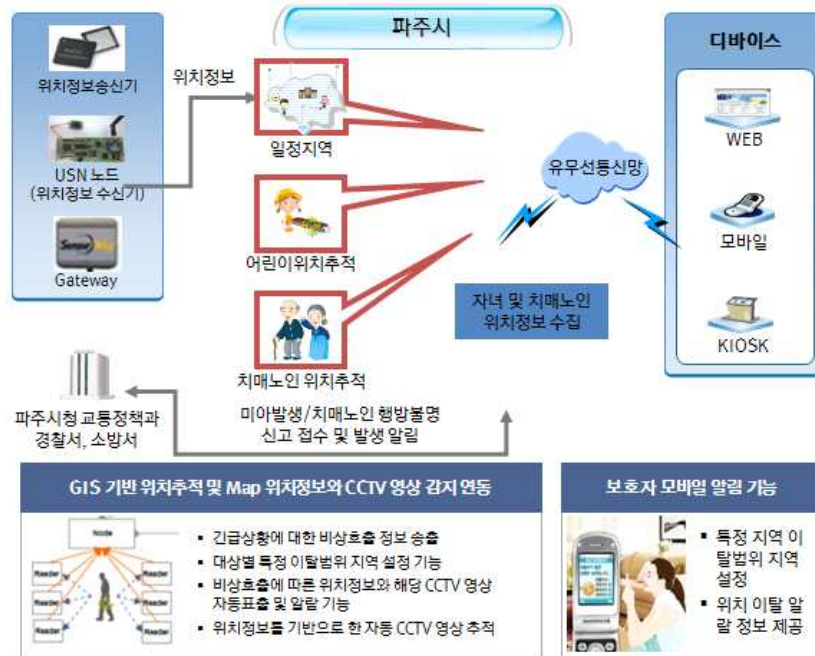 파주시
위치정보송신기
USN 노드
(위치정보 수신기)
Gateway
위치정보
일정지역
어린이위치추적
치매노인 위치추적
유무선통신망
자녀 및 치매노인
위치정보 수집
디바이스
WEB
모바일
KIOSK
파주시청 교통정책과
경찰서, 소방서
미아발생/치매노인 행방불명
신고 접수 및 발생 알림
GIS 기반 위치추적 및 Map 위치정보와 CCTV 영상 감지 연동
Node
Reader
Reader
Reader
Reader
Reader
Reader
▪ 긴급상황에 대한 비상호출 정보 송출
▪ 대상별 특정 이탈범위 지역 설정 기능
▪ 비상호출에 따른 위치정보와 해당 CCTV 영상
자동표출 및 알람 기능
▪ 위치정보를 기반으로 한 자동 CCTV 영상 추적
보호자 모바일 알림 기능
▪ 특정 지역 이
탈범위 지역
설정
▪ 위치 이탈 알
람 정보 제공